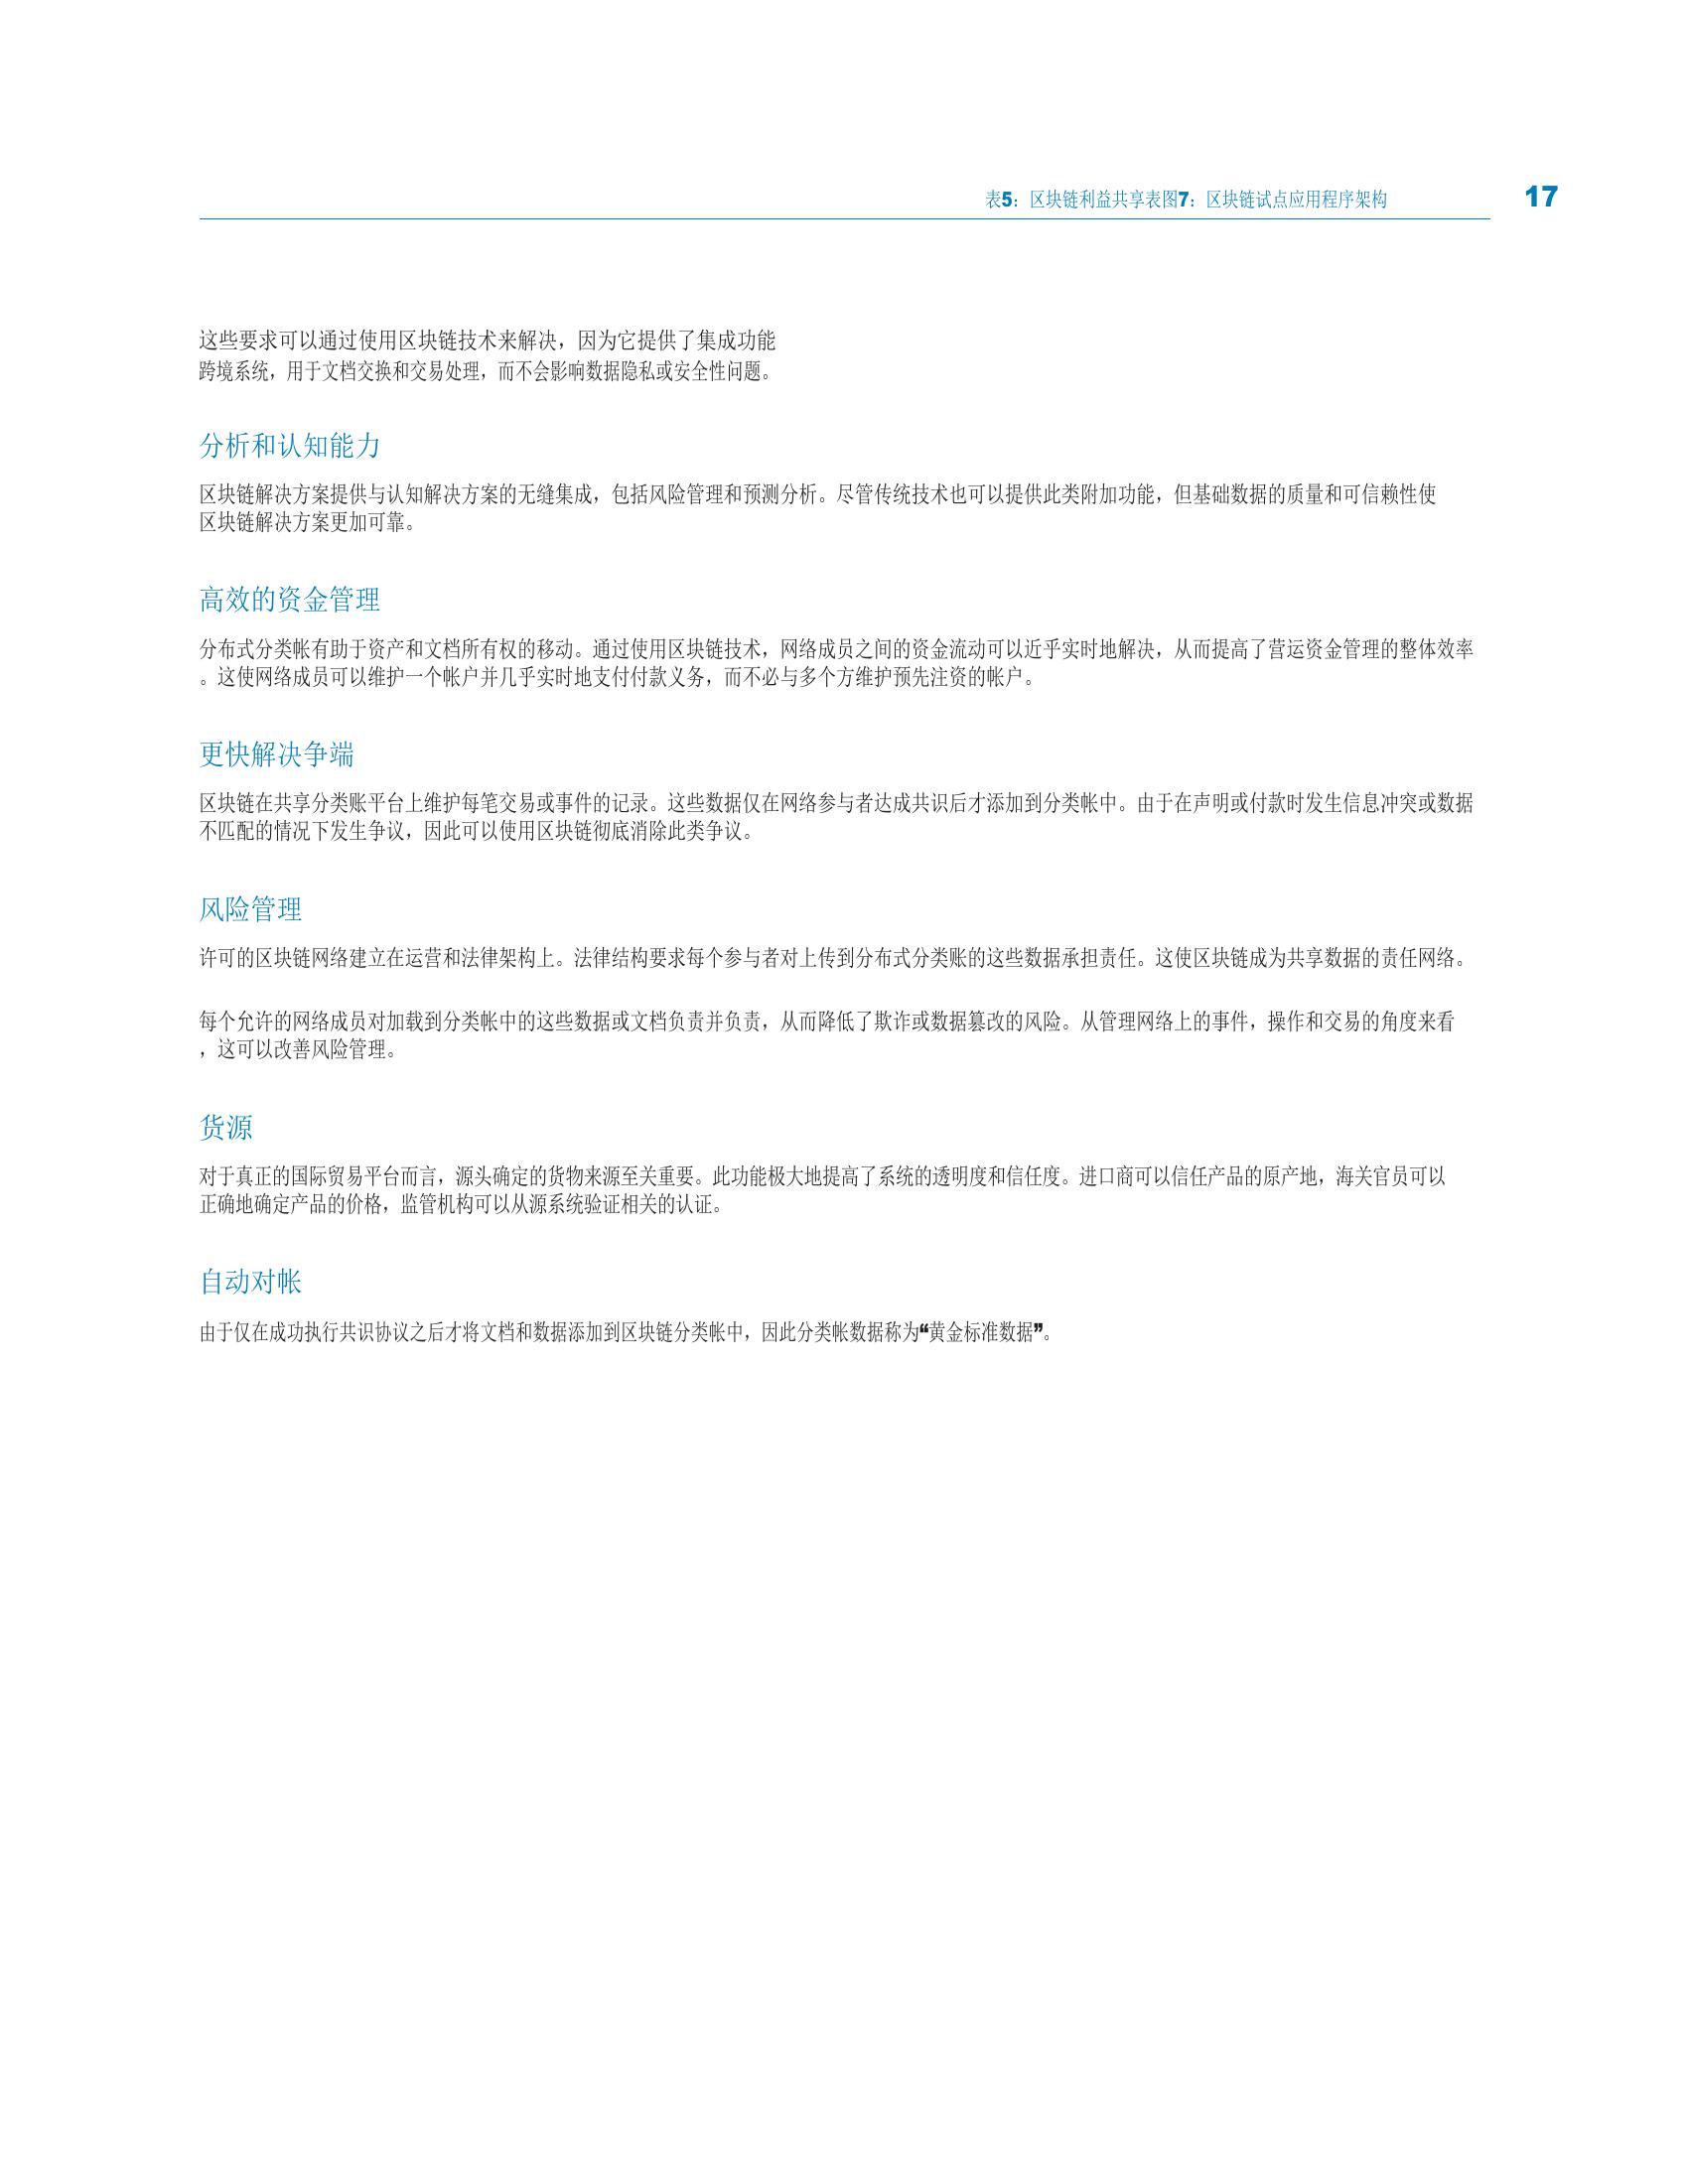 表5：区块链利益共享表图7：区块链试点应用程序架构 17
这些要求可以通过使用区块链技术来解决，因为它提供了集成功能
跨境系统，用于文档交换和交易处理，而不会影响数据隐私或安全性问题。
分析和认知能力
区块链解决方案提供与认知解决方案的无缝集成，包括风险管理和预测分析。尽管传统技术也可以提供此类附加功能，但基础数据的质量和可信赖性使
区块链解决方案更加可靠。
高效的资金管理
分布式分类帐有助于资产和文档所有权的移动。通过使用区块链技术，网络成员之间的资金流动可以近乎实时地解决，从而提高了营运资金管理的整体效率
。这使网络成员可以维护一个帐户并几乎实时地支付付款义务，而不必与多个方维护预先注资的帐户。
更快解决争端
区块链在共享分类账平台上维护每笔交易或事件的记录。这些数据仅在网络参与者达成共识后才添加到分类帐中。由于在声明或付款时发生信息冲突或数据
不匹配的情况下发生争议，因此可以使用区块链彻底消除此类争议。
风险管理
许可的区块链网络建立在运营和法律架构上。法律结构要求每个参与者对上传到分布式分类账的这些数据承担责任。这使区块链成为共享数据的责任网络。
每个允许的网络成员对加载到分类帐中的这些数据或文档负责并负责，从而降低了欺诈或数据篡改的风险。从管理网络上的事件，操作和交易的角度来看
，这可以改善风险管理。
货源
对于真正的国际贸易平台而言，源头确定的货物来源至关重要。此功能极大地提高了系统的透明度和信任度。进口商可以信任产品的原产地，海关官员可以
正确地确定产品的价格，监管机构可以从源系统验证相关的认证。
自动对帐
由于仅在成功执行共识协议之后才将文档和数据添加到区块链分类帐中，因此分类帐数据称为“黄金标准数据”。